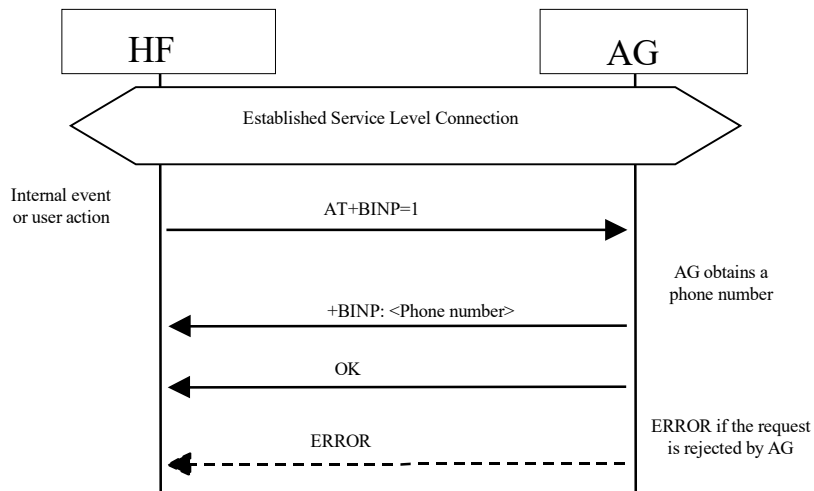 HF
AG
Established Service Level Connection
Internal event
or user action
AT+BINP=1
AG obtains a
phone number
+BINP: <Phone number>
OK
ERROR if the request
is rejected by AG
ERROR